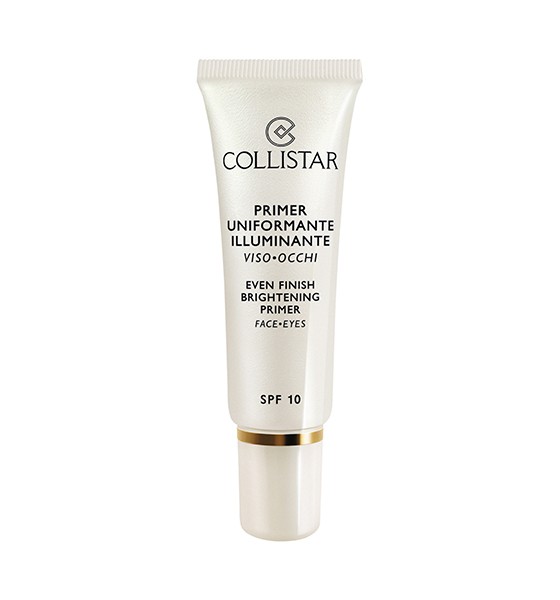 COLLISTAR
PRIMER
UNIFORMANTE
ILLUMINANTE
VISO•OCCHI
EVEN FINISH
BRIGHTENING
PRIMER
FACE•EYES
SPF 10